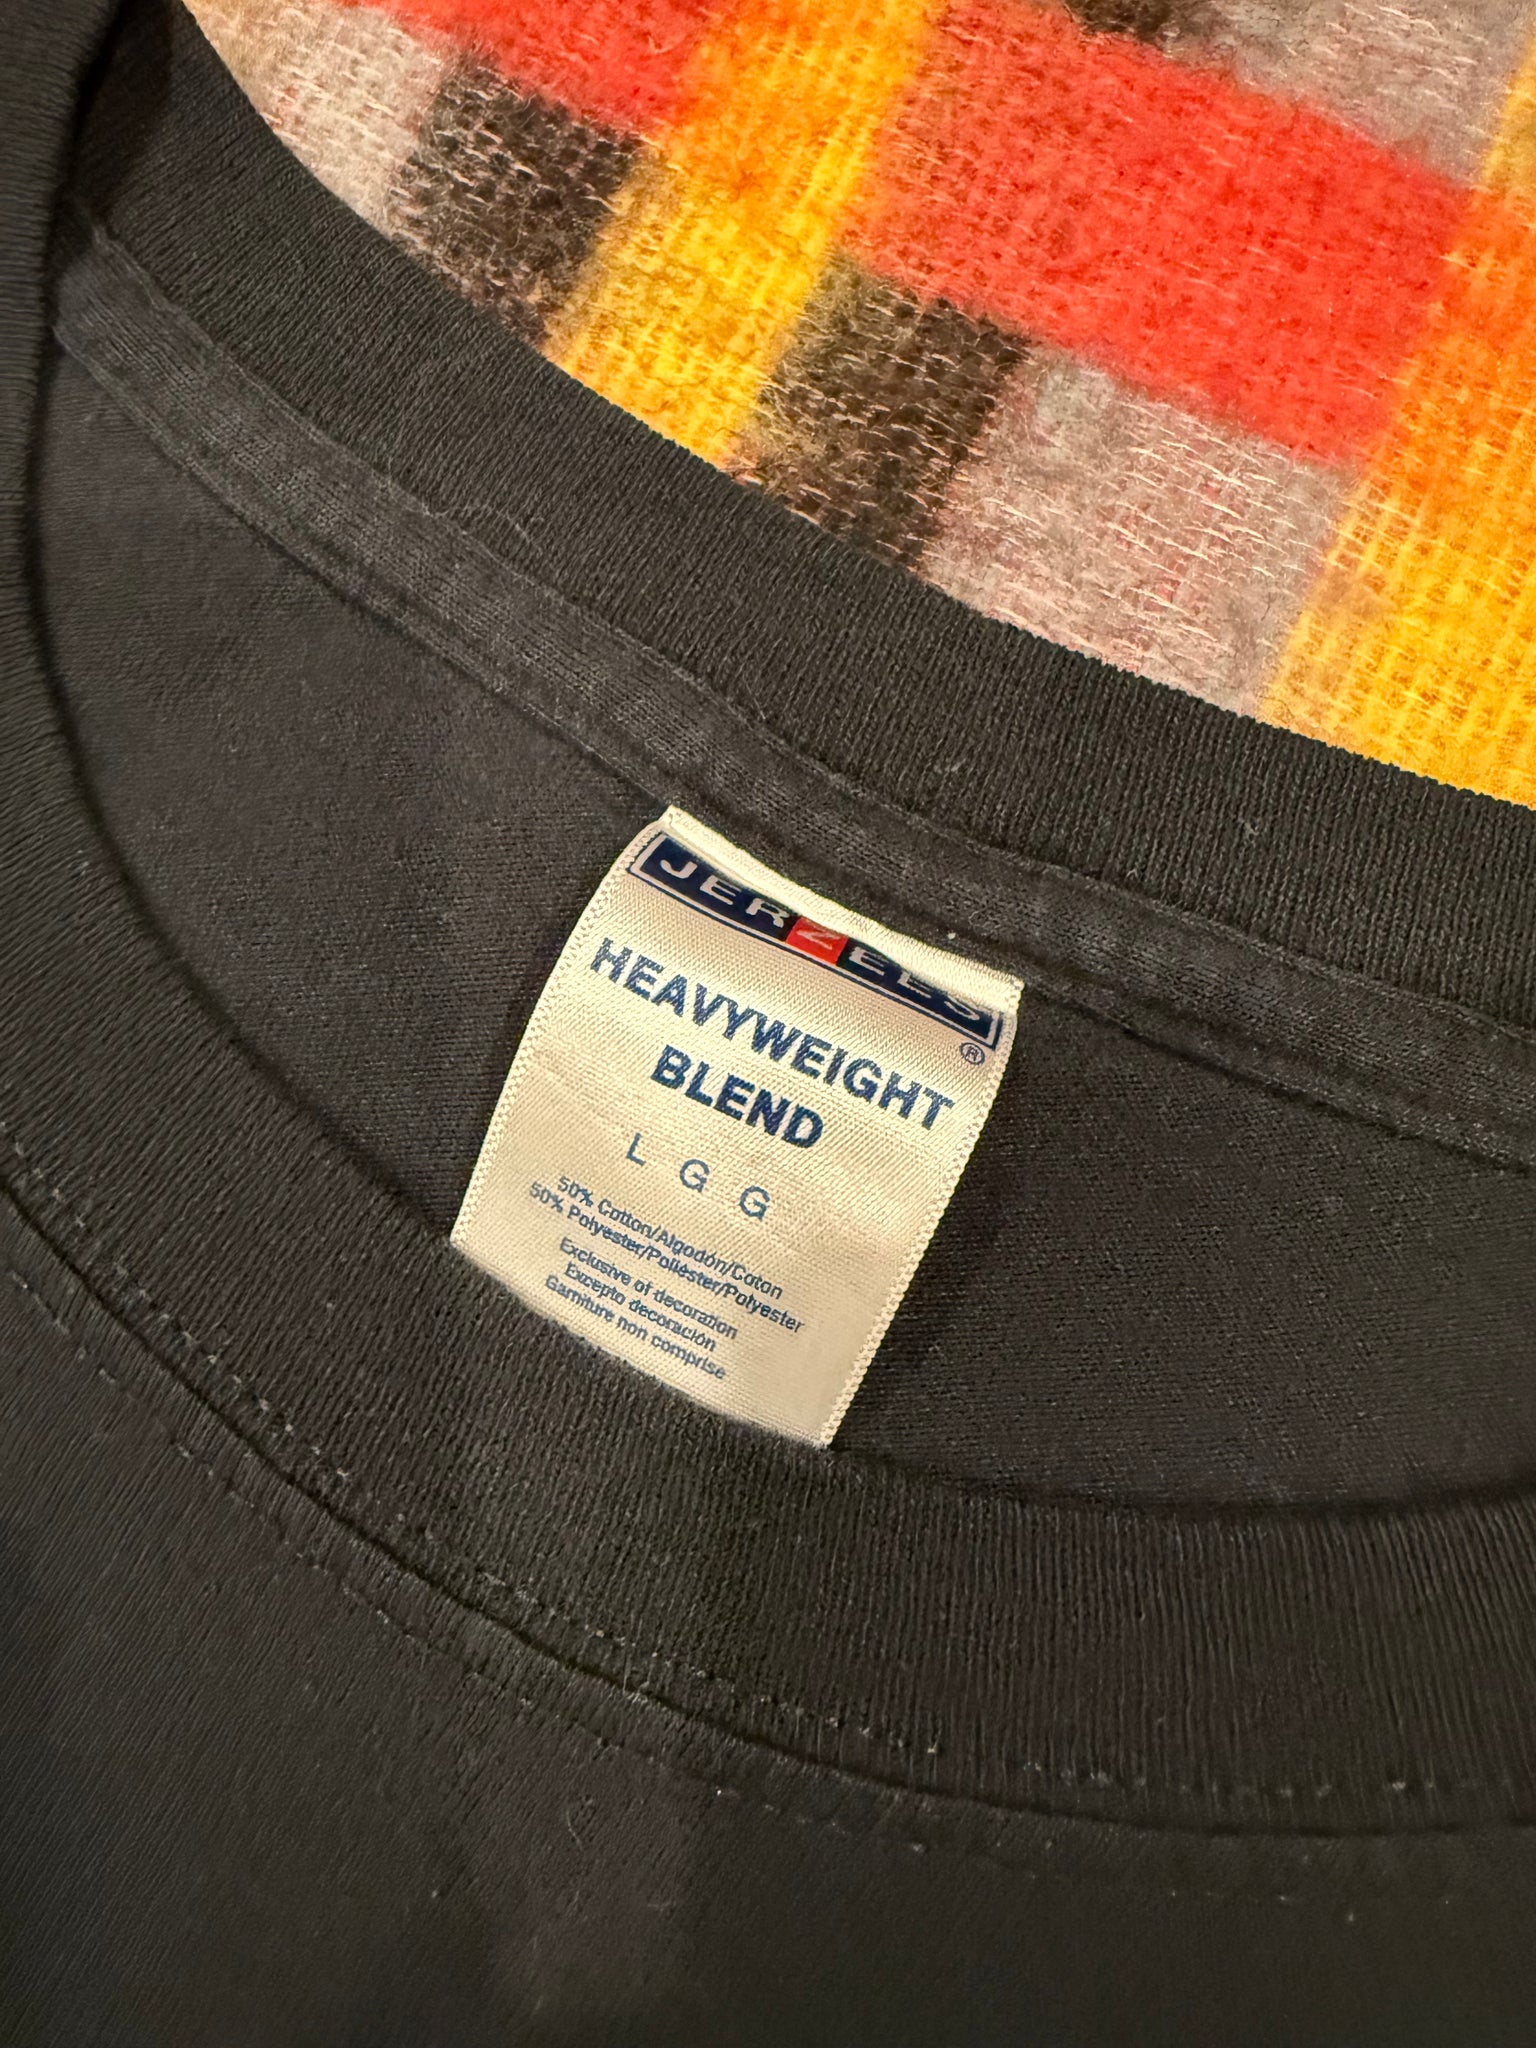 JERZEES
®
HEAVYWEIGHT
BLEND
L G G
50% Cotton/Algodón/Coton
50% Polyester/Poliéster/Polyester
Exclusive of decoration
Excepto decoración
Garniture non comprise